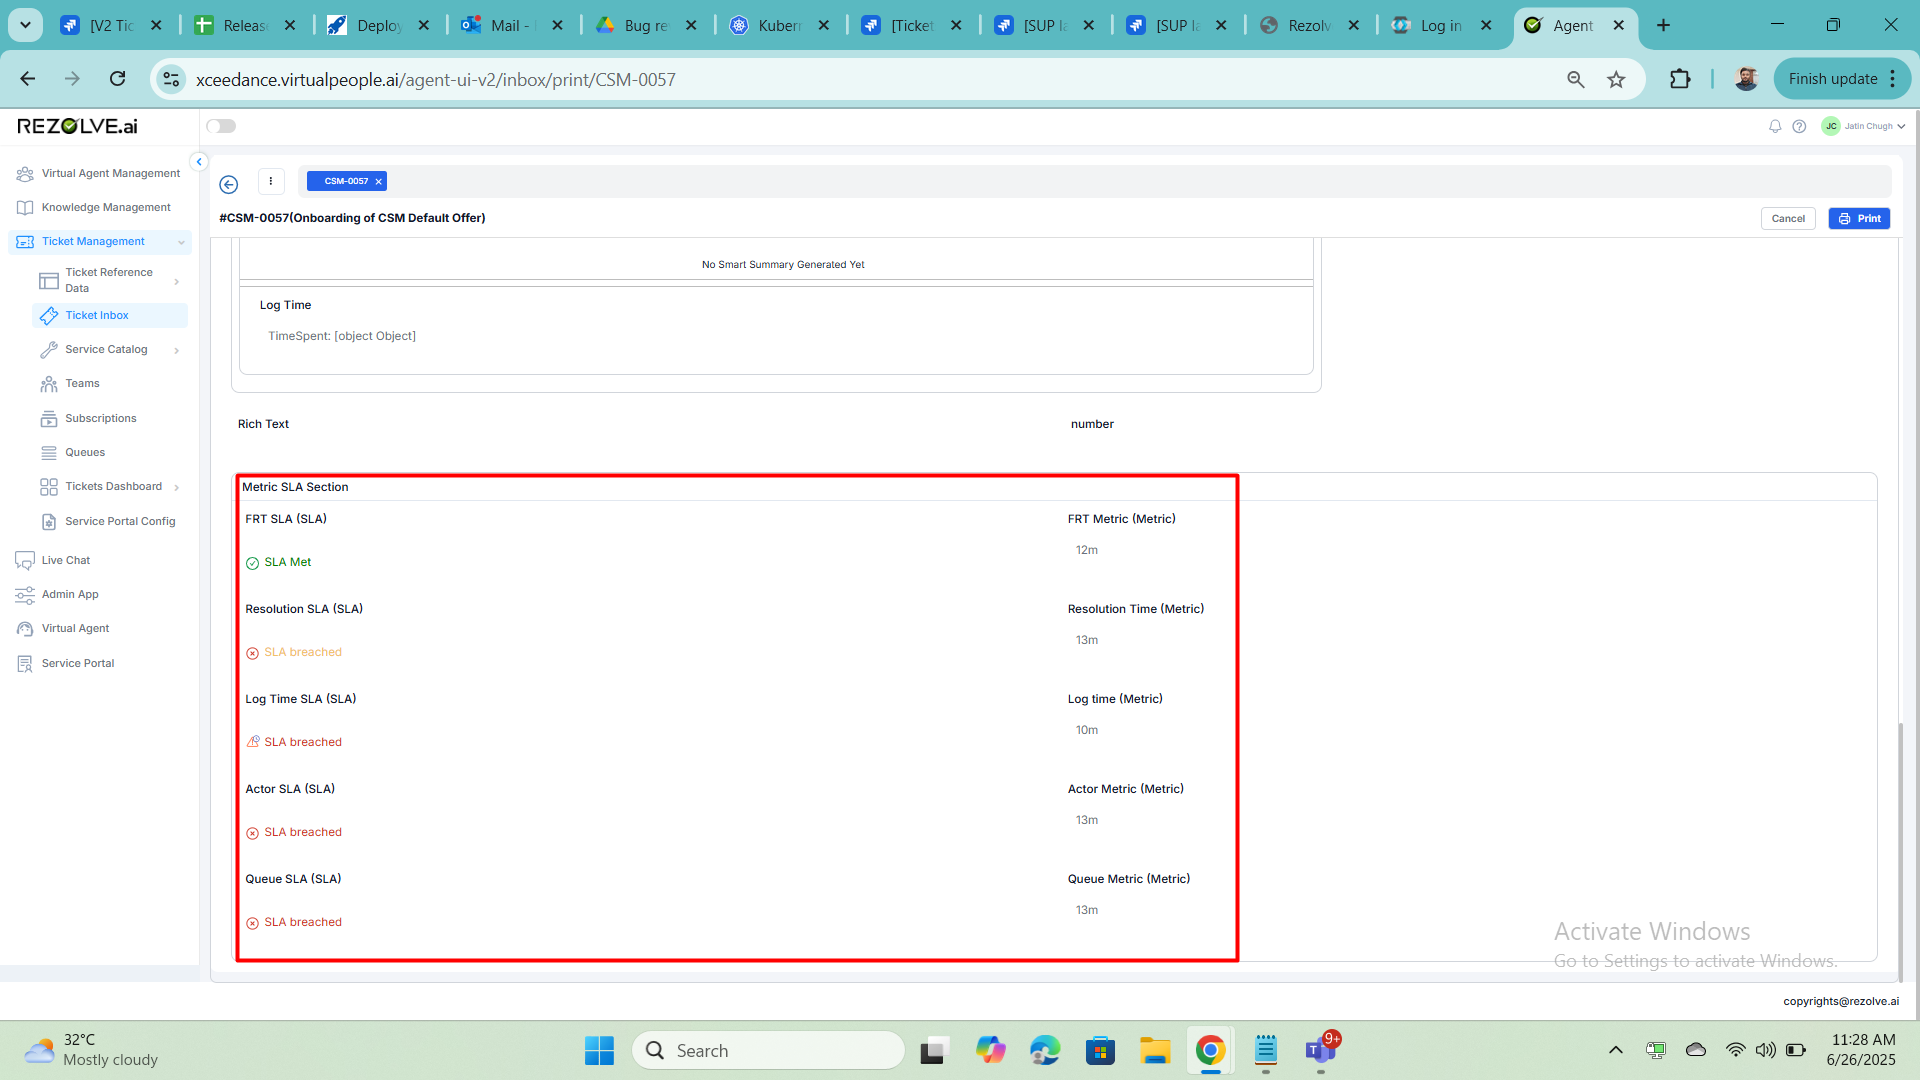 [V2 Tic
Releas
Deploy
Mail -
Bug re
Kubern
[Ticket
[SUP la
[SUP la
Rezolv
Log in
Agent
xceedance.virtualpeople.ai/agent-ui-v2/inbox/print/CSM-0057
Finish update
REZOLVE.ai
JC Jatin Chugh
Virtual Agent Management
Knowledge Management
Ticket Management
Ticket Reference
Data
Ticket Inbox
Service Catalog
Teams
Subscriptions
Queues
Tickets Dashboard
Service Portal Config
Live Chat
Admin App
Virtual Agent
Service Portal
CSM-0057
#CSM-0057(Onboarding of CSM Default Offer)
Cancel
Print
No Smart Summary Generated Yet
Log Time
TimeSpent: [object Object]
Rich Text
number
Metric SLA Section
FRT SLA (SLA)
FRT Metric (Metric)
12m
SLA Met
Resolution SLA (SLA)
Resolution Time (Metric)
13m
SLA breached
Log Time SLA (SLA)
Log time (Metric)
10m
SLA breached
Actor SLA (SLA)
Actor Metric (Metric)
13m
SLA breached
Queue SLA (SLA)
Queue Metric (Metric)
13m
SLA breached
Activate Windows
Go to Settings to activate Windows.
copyrights@rezolve.ai
32°C
Mostly cloudy
Search
9+
11:28 AM
6/26/2025